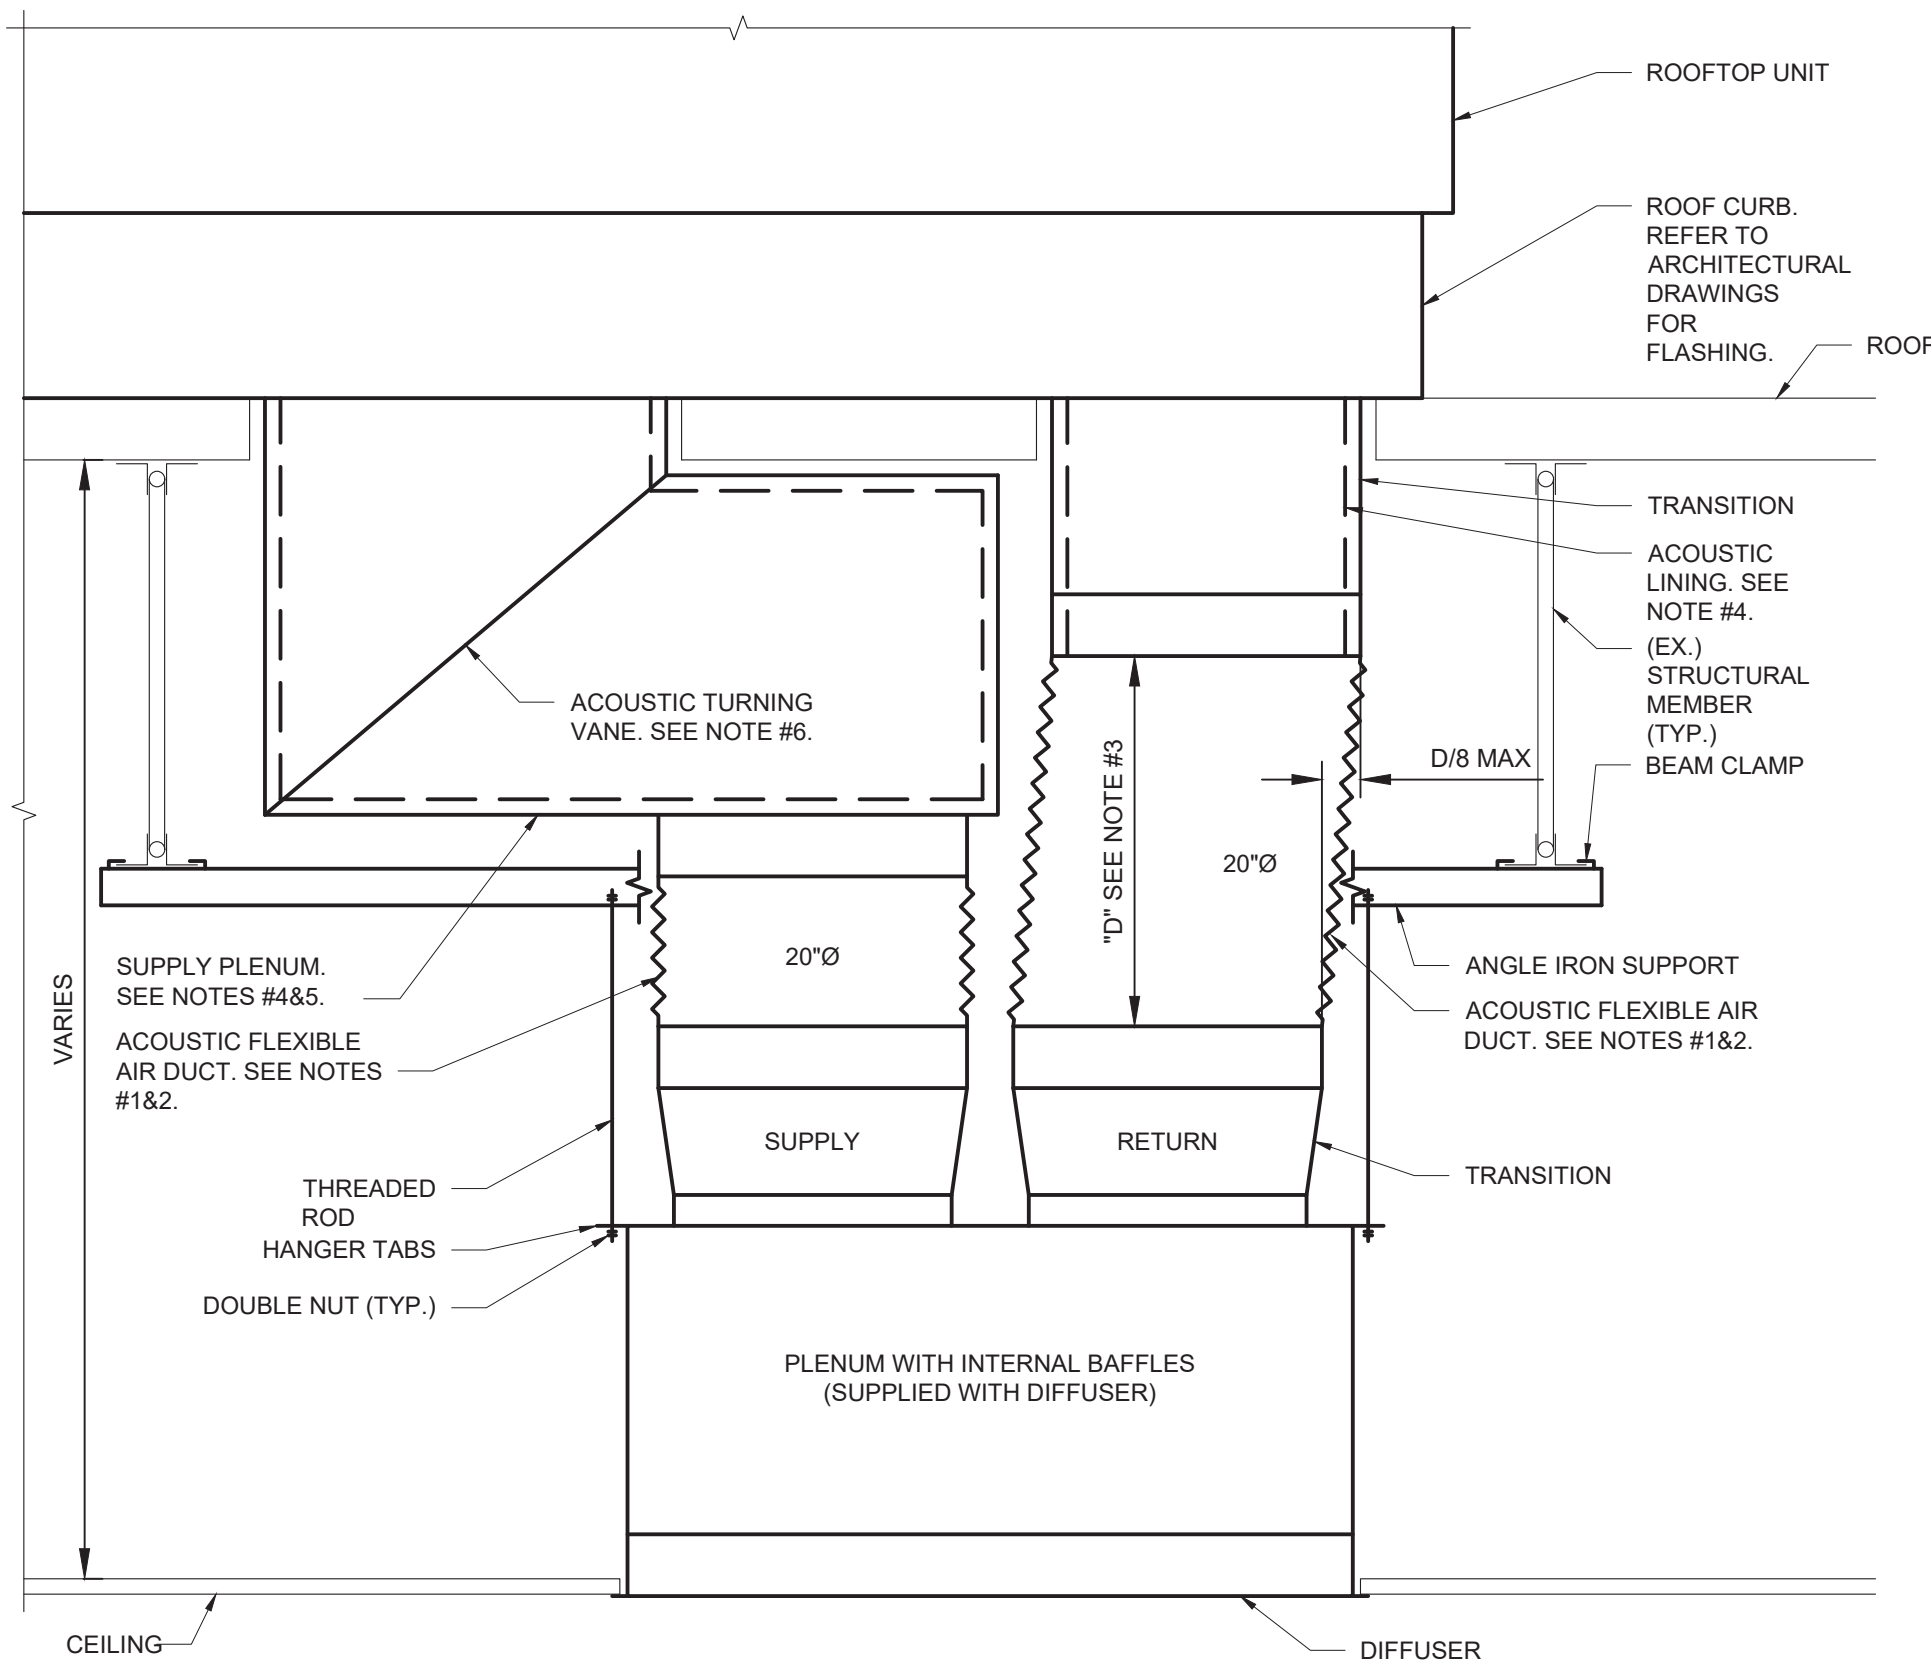 ROOFTOP UNIT
ROOF CURB.
REFER TO
ARCHITECTURAL
DRAWINGS
FOR
FLASHING.
ROOF
TRANSITION
ACOUSTIC
LINING. SEE
NOTE #4.
(EX.)
STRUCTURAL
MEMBER
(TYP.)
BEAM CLAMP
ACOUSTIC TURNING
VANE. SEE NOTE #6.
"D" SEE NOTE #3
D/8 MAX
20"Ø
20"Ø
VARIES
SUPPLY PLENUM.
SEE NOTES #4&5.
ACOUSTIC FLEXIBLE
AIR DUCT. SEE NOTES
#1&2.
ANGLE IRON SUPPORT
ACOUSTIC FLEXIBLE AIR
DUCT. SEE NOTES #1&2.
SUPPLY
RETURN
TRANSITION
THREADED
ROD
HANGER TABS
DOUBLE NUT (TYP.)
PLENUM WITH INTERNAL BAFFLES
(SUPPLIED WITH DIFFUSER)
CEILING
DIFFUSER